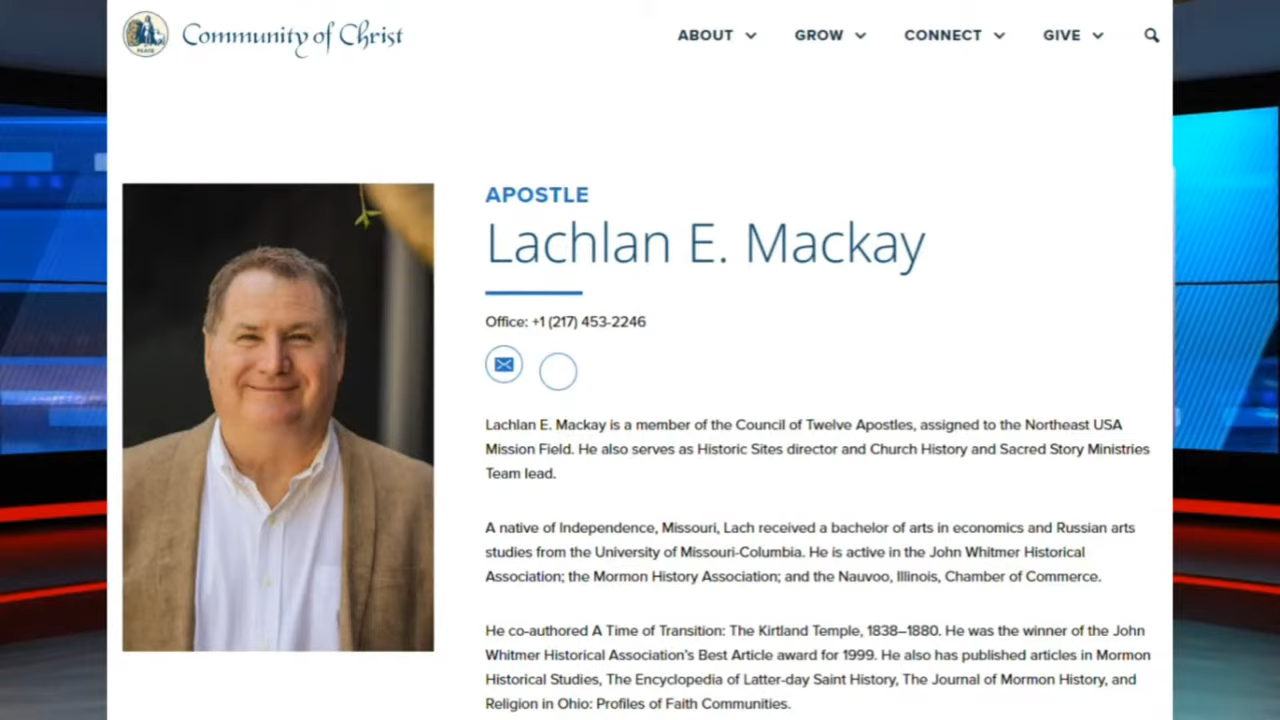 Community of Christ
ABOUT GROW CONNECT GIVE
PEACE
APOSTLE
Lachlan E. Mackay
Office: +1 (217) 453-2246
Lachlan E. Mackay is a member of the Council of Twelve Apostles, assigned to the Northeast USA
Mission Field. He also serves as Historic Sites director and Church History and Sacred Story Ministries
Team lead.
A native of Independence, Missouri, Lach received a bachelor of arts in economics and Russian arts
studies from the University of Missouri-Columbia. He is active in the John Whitmer Historical
Association; the Mormon History Association; and the Nauvoo, Illinois, Chamber of Commerce.
He co-authored A Time of Transition: The Kirtland Temple, 1838–1880. He was the winner of the John
Whitmer Historical Association's Best Article award for 1999. He also has published articles in Mormon
Historical Studies, The Encyclopedia of Latter-day Saint History, The Journal of Mormon History, and
Religion in Ohio: Profiles of Faith Communities.